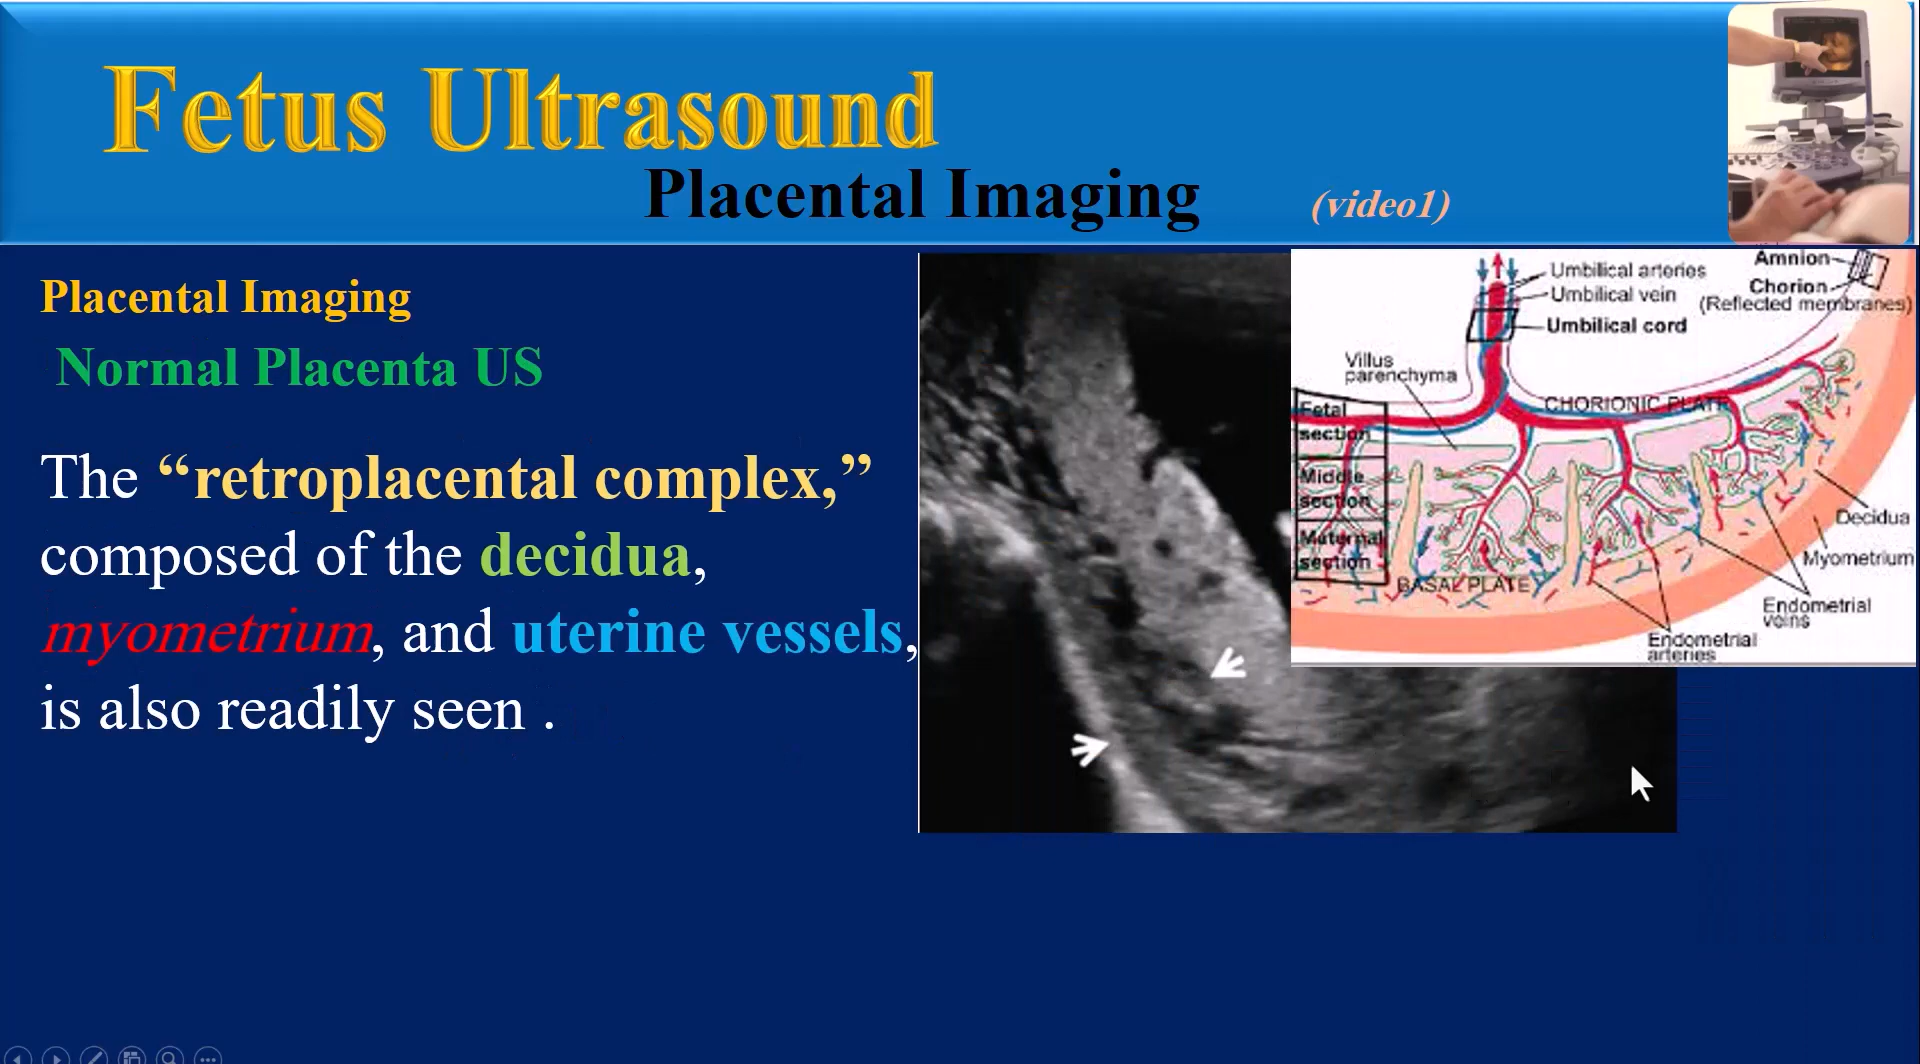 Fetus Ultrasound
Placental Imaging
(video1)
Placental Imaging
Normal Placenta US
The “retroplacental complex,”
composed of the decidua,
myometrium, and uterine vessels,
is also readily seen .
Umbilical arteries
Umbilical vein
Umbilical cord
Amnion
Chorion
(Reflected membranes)
Villus
parenchyma
CHORIONIC PLATE
Fetal
section
Middle
section
Maternal
section
BASAL PLATE
Decidua
Myometrium
Endometrial
veins
Endometrial
arteries